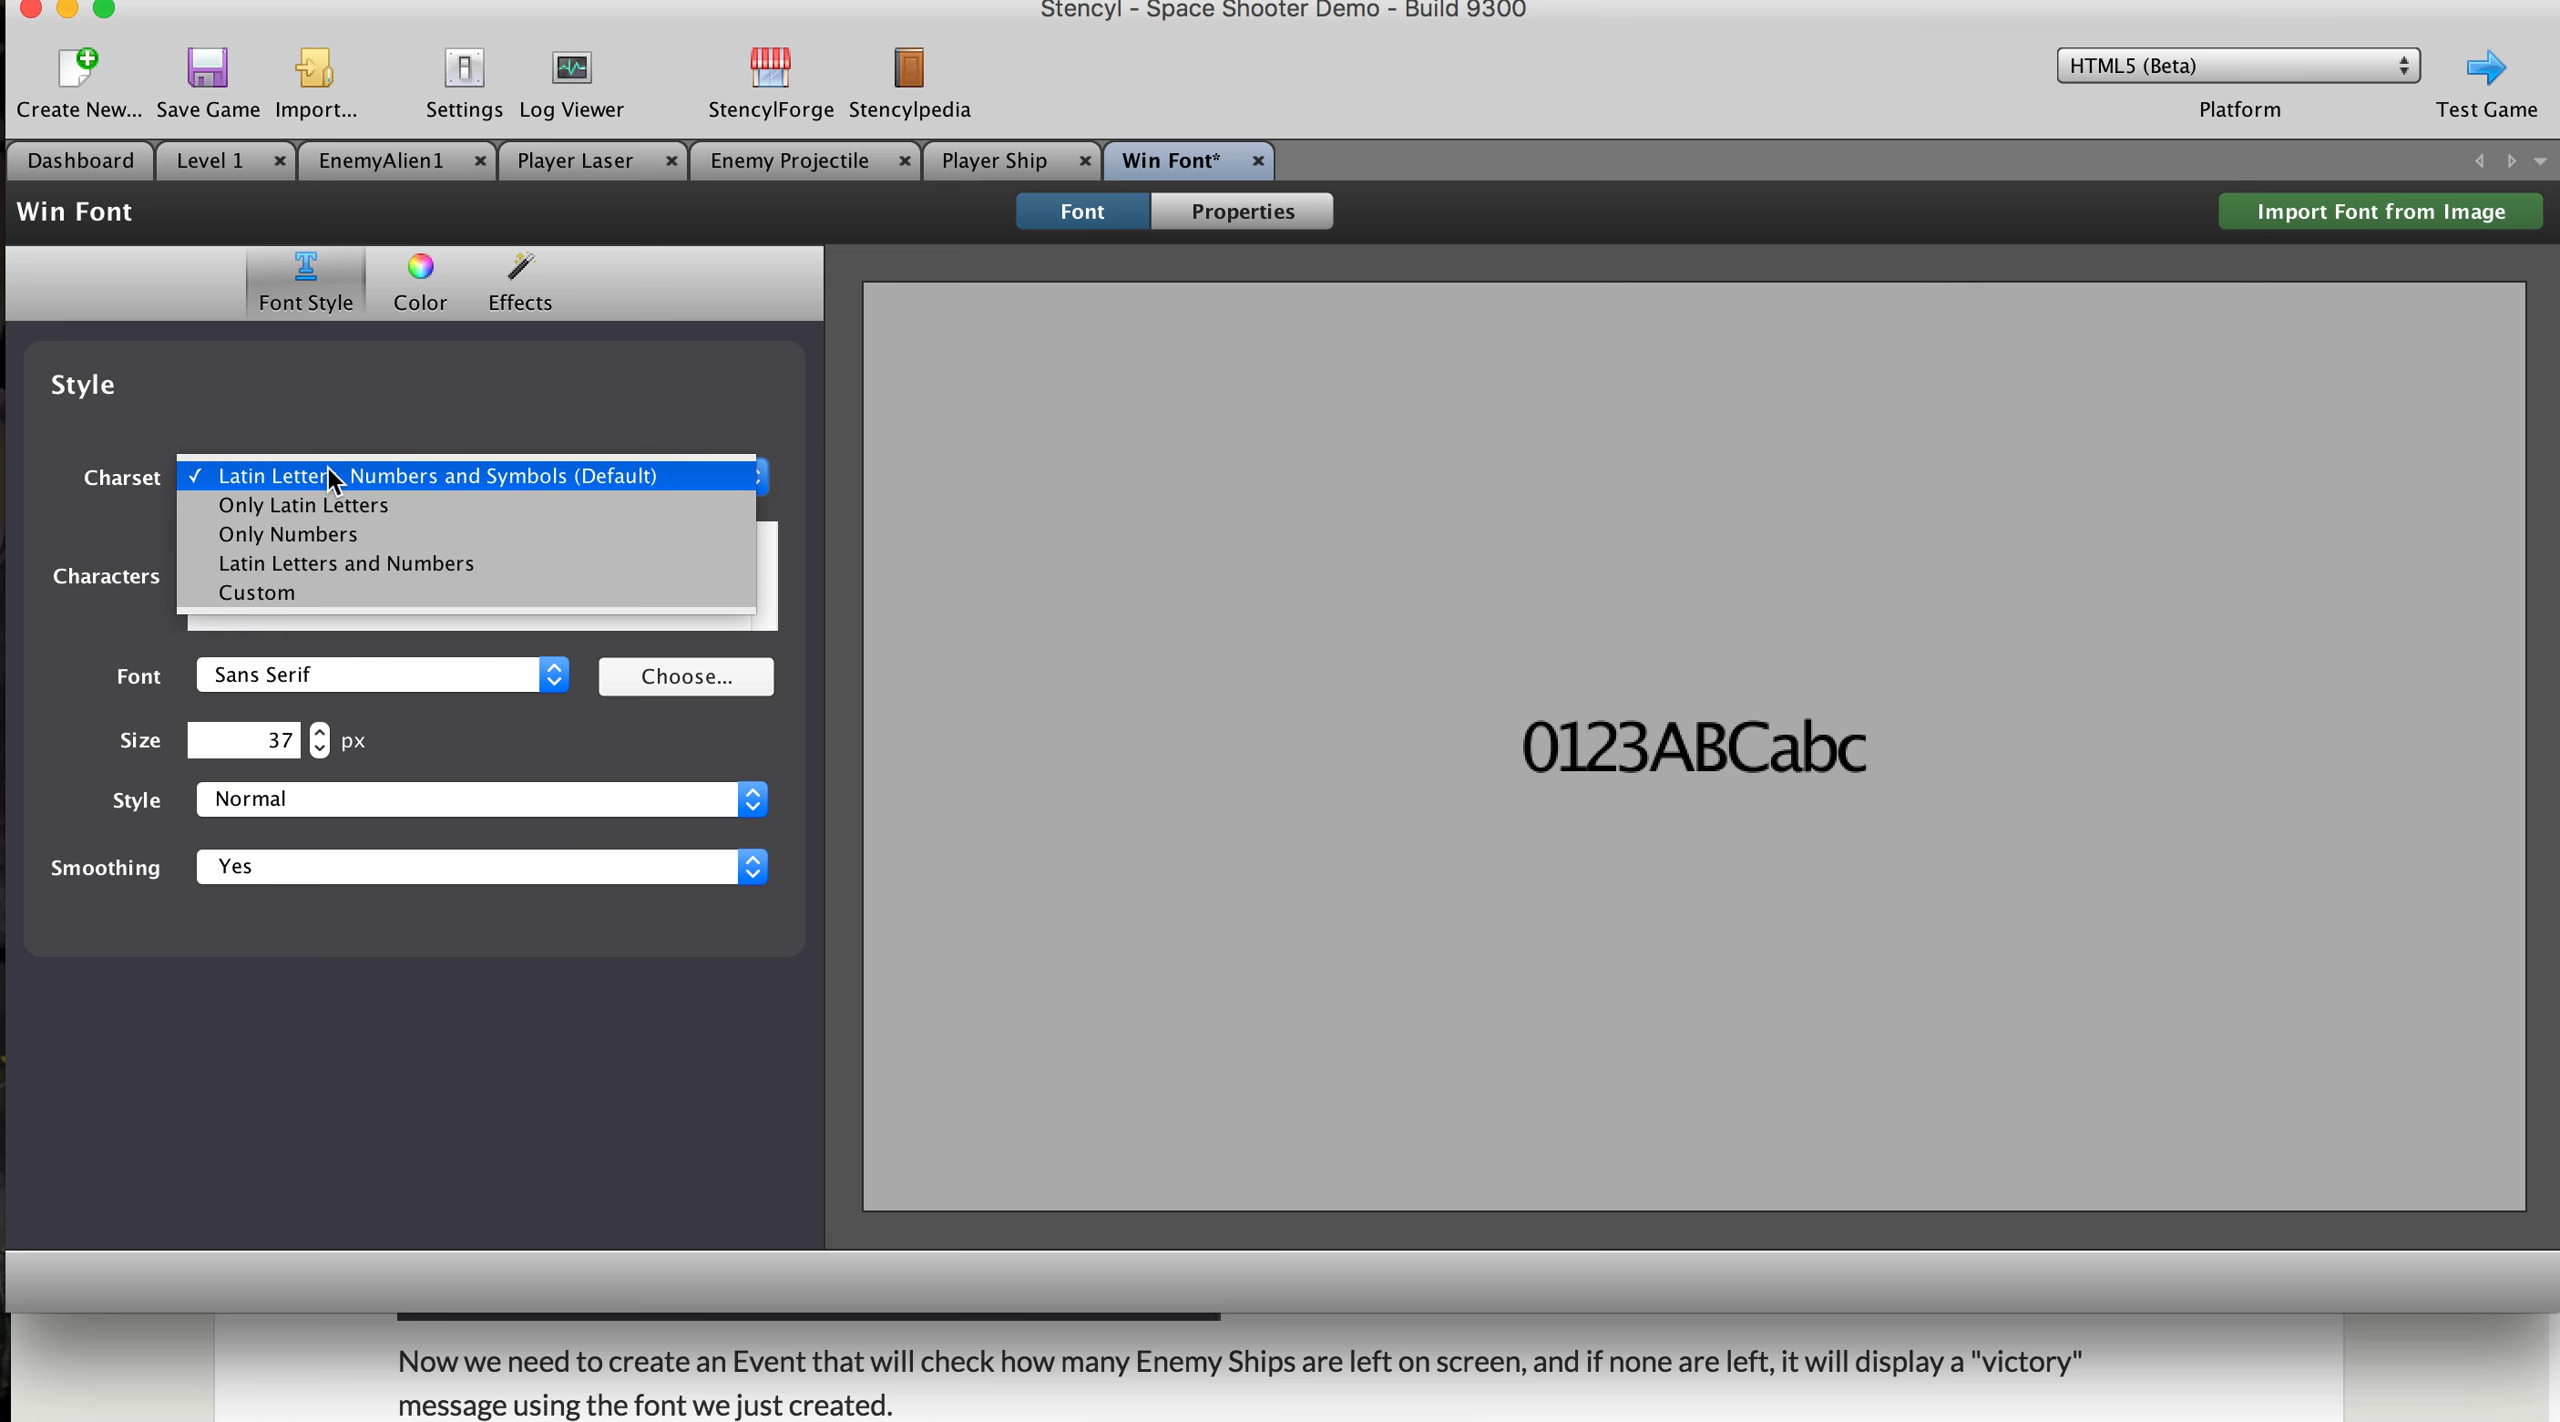 Stencyl - Space Shooter Demo - Build 9300
Create New...
Save Game
Import...
Settings
Log Viewer
StencylForge
Stencylpedia
HTML5 (Beta)
Platform
Test Game
Dashboard
Level 1
EnemyAlien1
Player Laser
Enemy Projectile
Player Ship
Win Font*
Win Font
Font
Properties
Import Font from Image
Font Style
Color
Effects
Style
Charset
✓ Latin Letter Numbers and Symbols (Default)
Only Latin Letters
Only Numbers
Latin Letters and Numbers
Custom
Characters
Font
Sans Serif
Choose...
Size
37
px
Style
Normal
Smoothing
Yes
0123ABCabc
Now we need to create an Event that will check how many Enemy Ships are left on screen, and if none are left, it will display a "victory"
message using the font we just created.